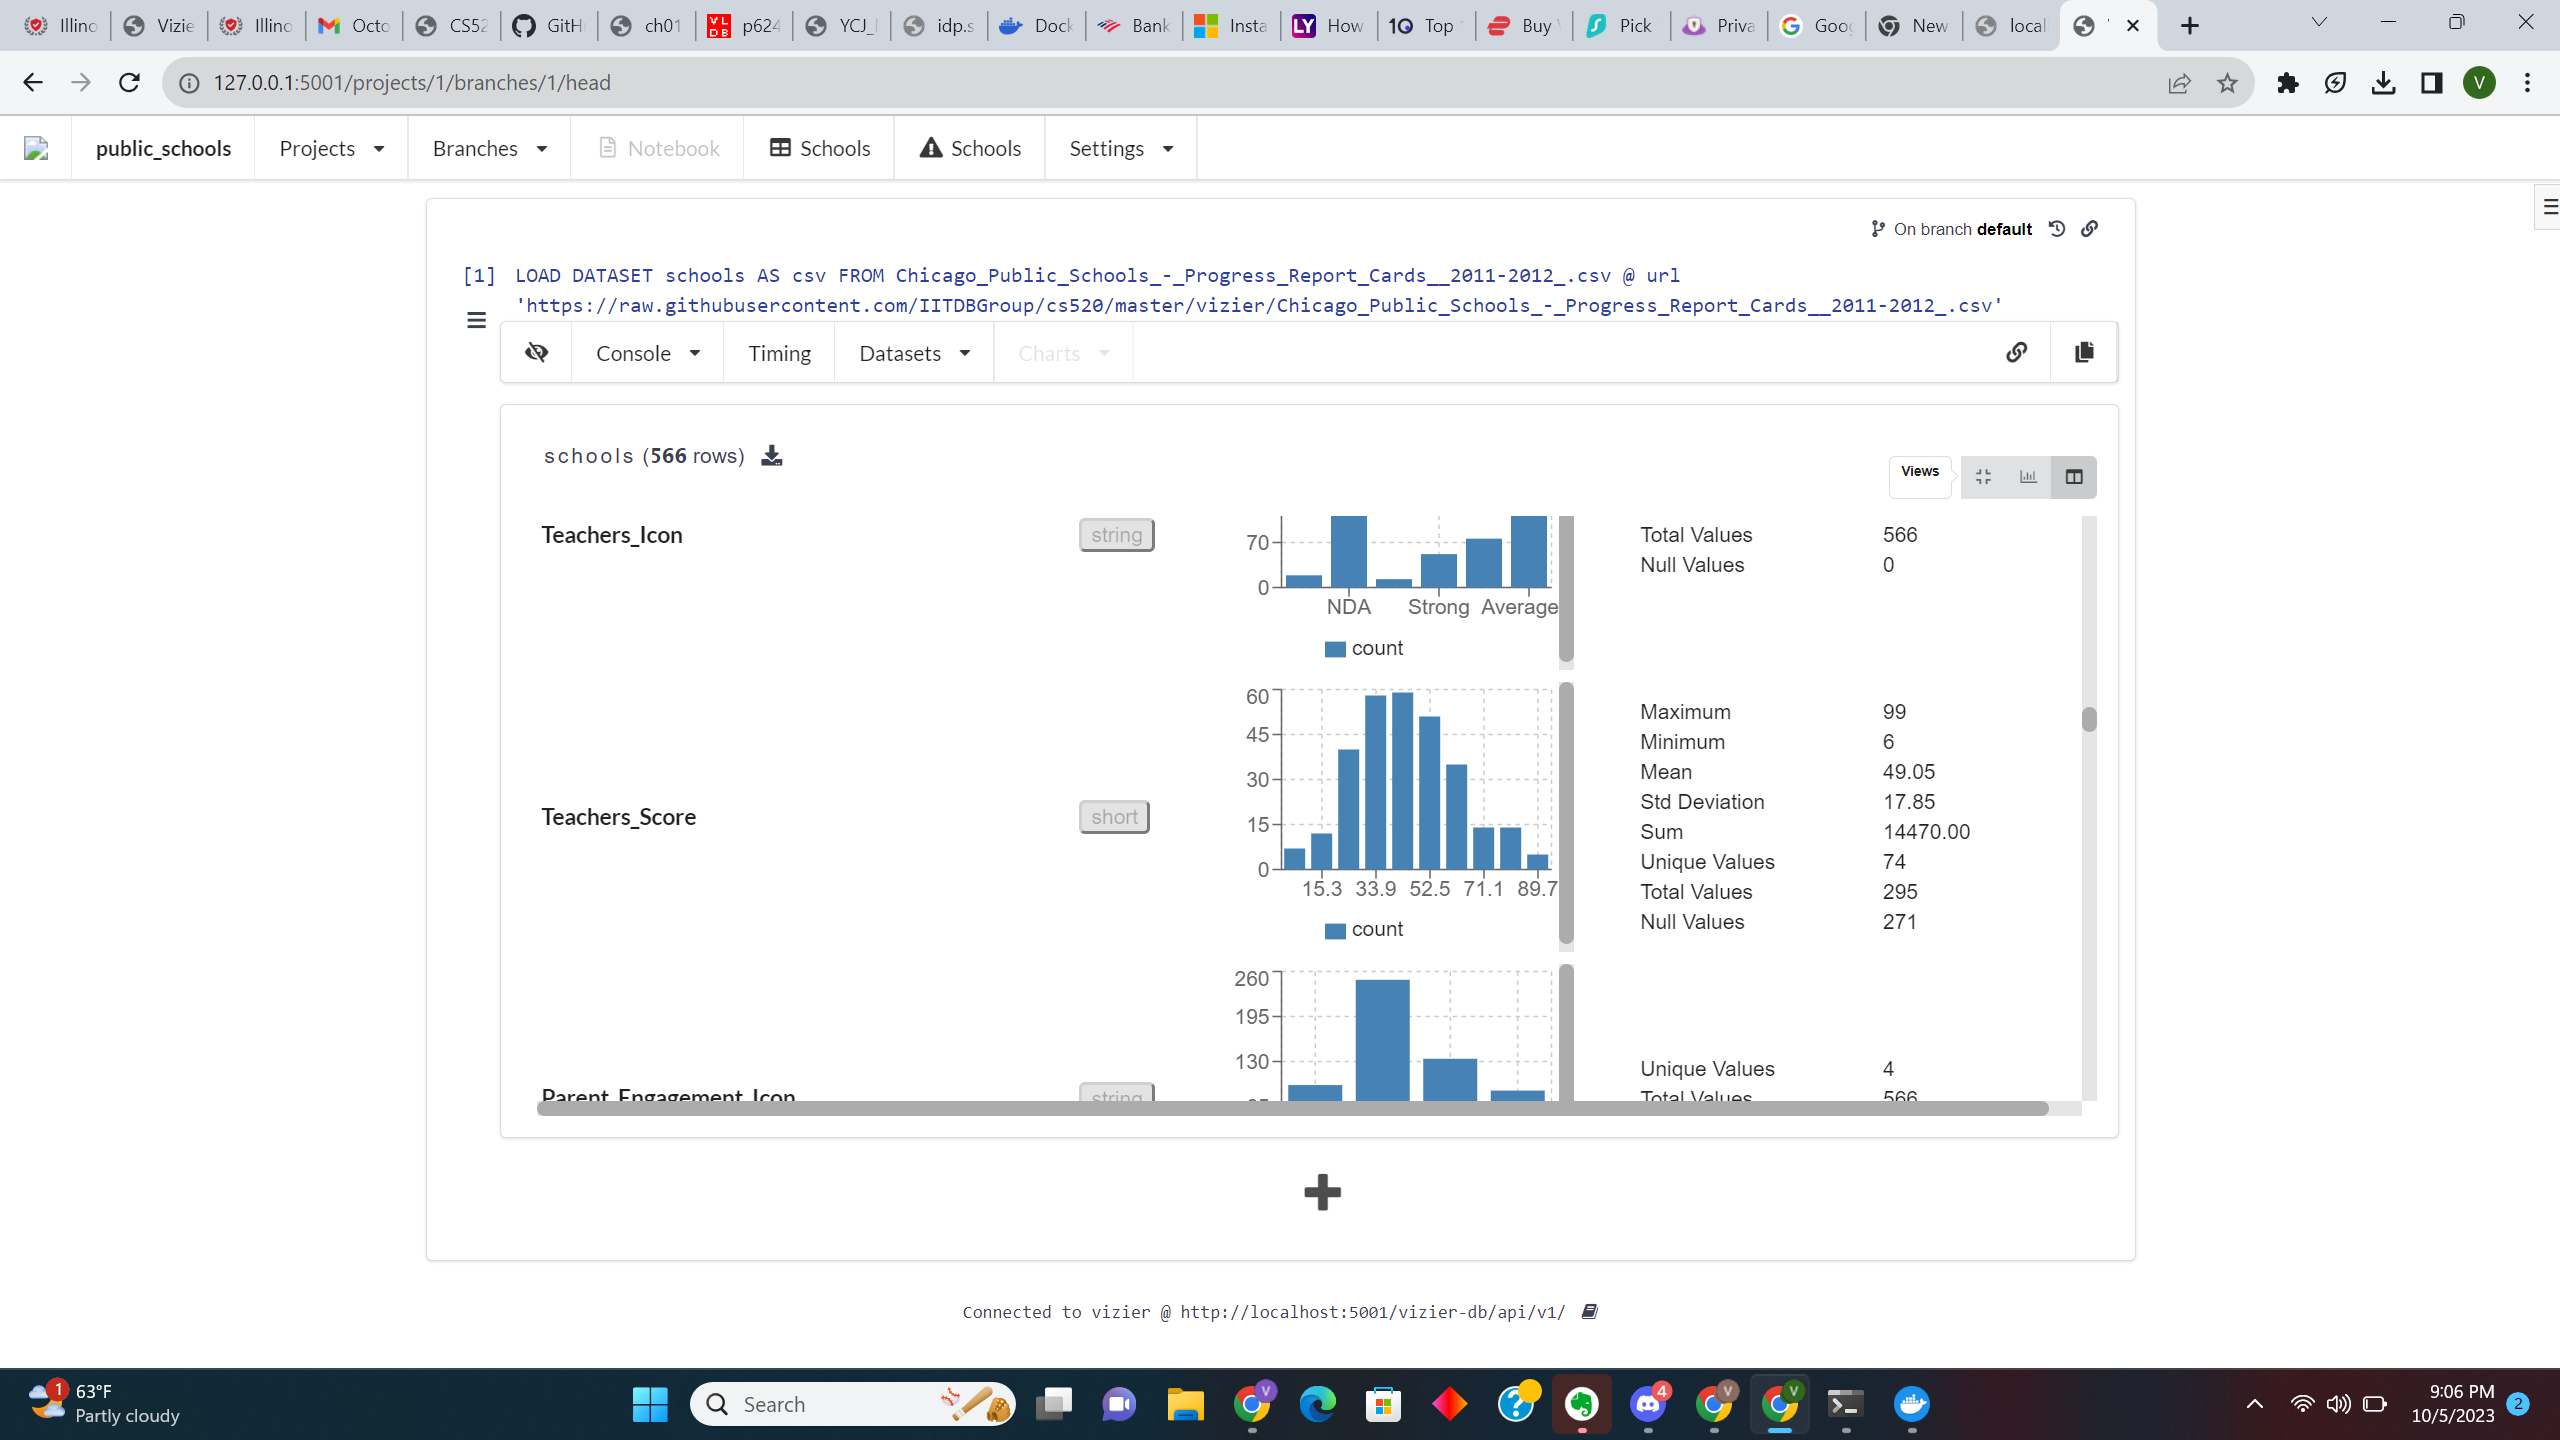 Illino Vizie Illino Octo CS52 GitH ch01 p624 YCJ_ idp.s Dock Bank Insta How Top Buy Pick Priva Goog New local
127.0.0.1:5001/projects/1/branches/1/head
public_schools Projects Branches Notebook Schools Schools Settings
On branch default
[1] LOAD DATASET schools AS csv FROM Chicago_Public_Schools_-_Progress_Report_Cards__2011-2012_.csv @ url
'https://raw.githubusercontent.com/IITDBGroup/cs520/master/vizier/Chicago_Public_Schools_-_Progress_Report_Cards__2011-2012_.csv'
Console Timing Datasets Charts
schools (566 rows)
Views
Teachers_Icon string
70
0
NDA Strong Average
count
Total Values 566
Null Values 0
Teachers_Score short
60
45
30
15
0
15.3 33.9 52.5 71.1 89.7
count
Maximum 99
Minimum 6
Mean 49.05
Std Deviation 17.85
Sum 14470.00
Unique Values 74
Total Values 295
Null Values 271
Parent_Engagement_Icon string
260
195
130
Unique Values 4
Total Values 566
Connected to vizier @ http://localhost:5001/vizier-db/api/v1/
1 63°F
Partly cloudy
Search
4
9:06 PM
10/5/2023
2